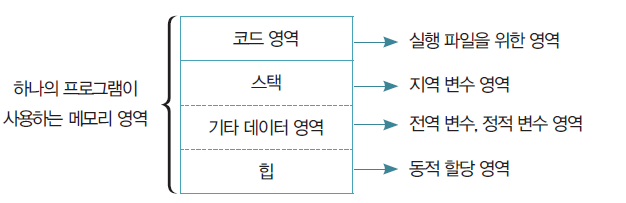 하나의 프로그램이
사용하는 메모리 영역
코드 영역
실행 파일을 위한 영역
스택
지역 변수 영역
기타 데이터 영역
전역 변수, 정적 변수 영역
힙
동적 할당 영역